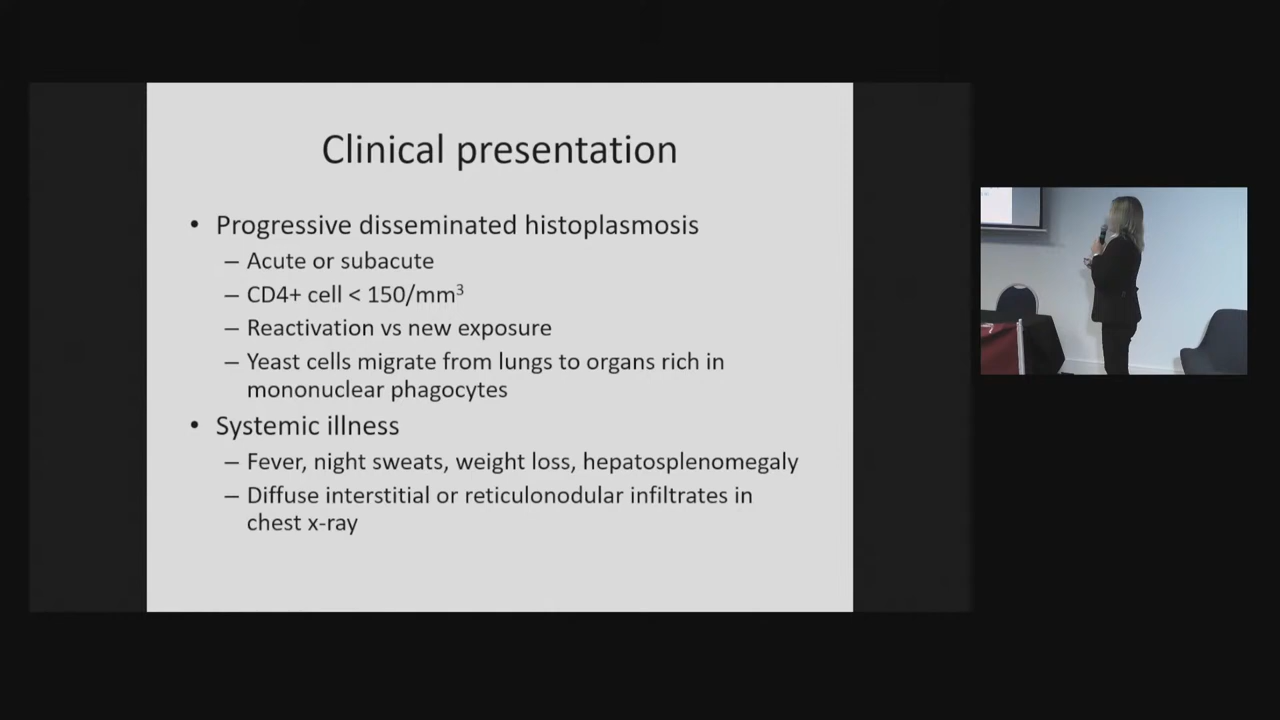 Clinical presentation
• Progressive disseminated histoplasmosis
– Acute or subacute
– CD4+ cell < 150/mm³
– Reactivation vs new exposure
– Yeast cells migrate from lungs to organs rich in
mononuclear phagocytes
• Systemic illness
– Fever, night sweats, weight loss, hepatosplenomegaly
– Diffuse interstitial or reticulonodular infiltrates in
chest x-ray